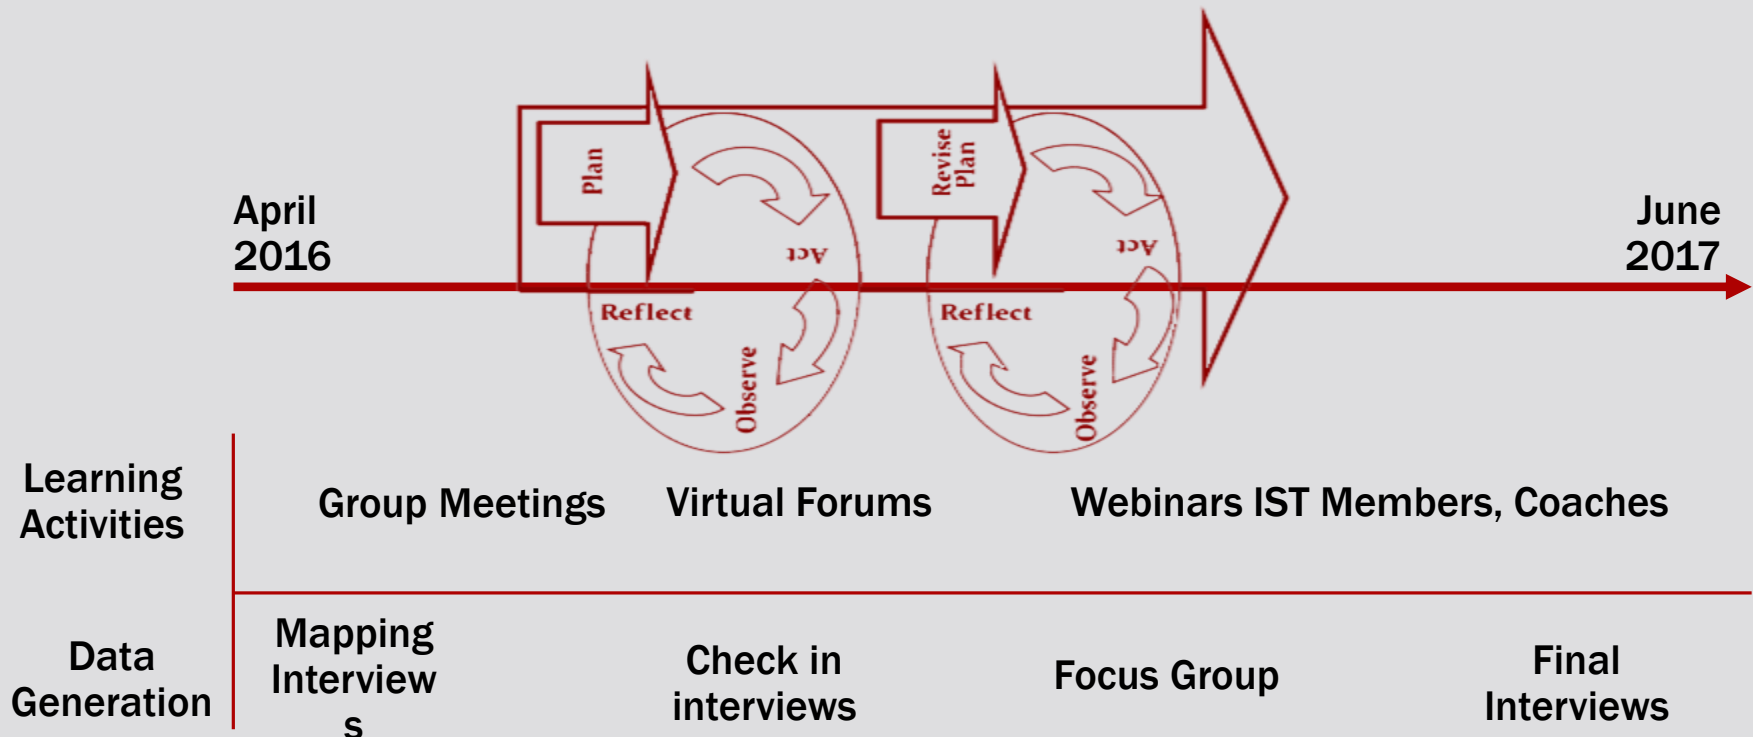 Plan
Revise
Plan
April
2016
Act
Act
June
2017
Reflect
Reflect
Observe
Observe
Learning
Activities
Group Meetings
Virtual Forums
Webinars IST Members, Coaches
Data
Generation
Mapping
Interview
s
Check in
interviews
Focus Group
Final
Interviews